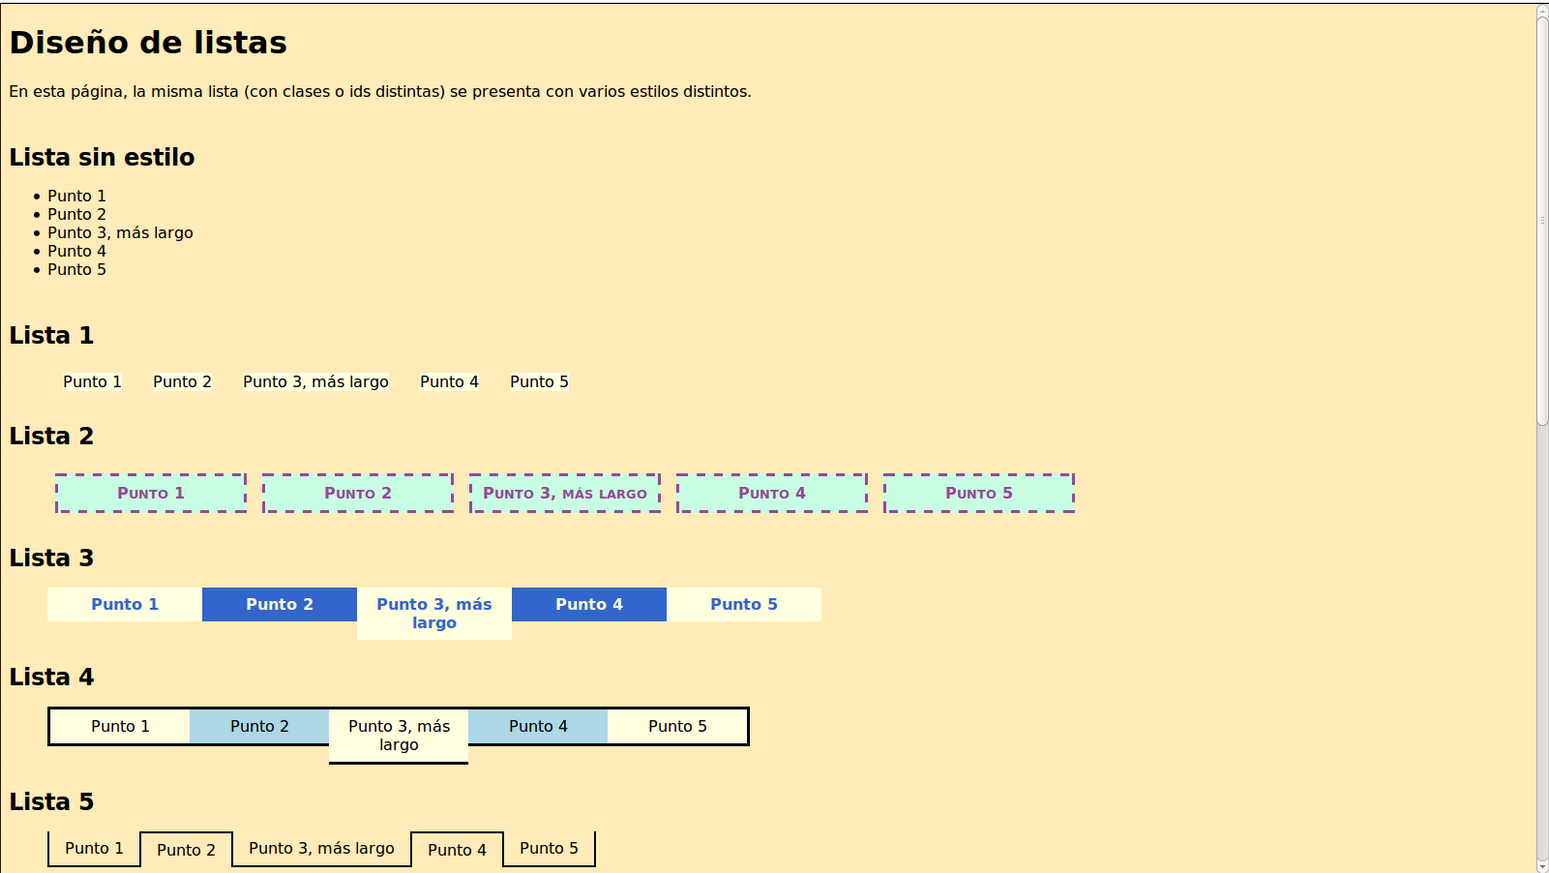 Diseño de listas
En esta página, la misma lista (con clases o ids distintas) se presenta con varios estilos distintos.
Lista sin estilo
Punto 1
Punto 2
Punto 3, más largo
Punto 4
Punto 5
Lista 1
Punto 1 Punto 2 Punto 3, más largo Punto 4 Punto 5
Lista 2
Punto 1 Punto 2 Punto 3, más largo Punto 4 Punto 5
Lista 3
Punto 1 Punto 2 Punto 3, más largo Punto 4 Punto 5
Lista 4
Punto 1 Punto 2 Punto 3, más largo Punto 4 Punto 5
Lista 5
Punto 1 Punto 2 Punto 3, más largo Punto 4 Punto 5